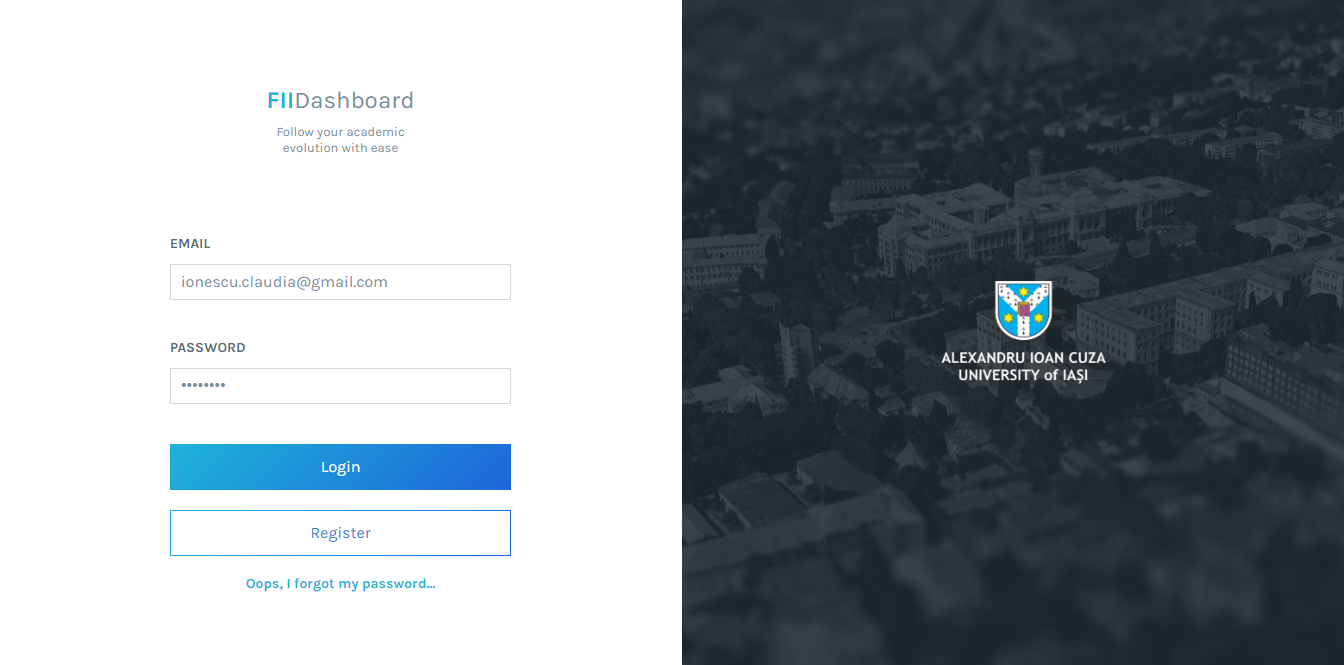 FIIDashboard
Follow your academic
evolution with ease
EMAIL
ionescu.claudia@gmail.com
PASSWORD
••••••••
Login
Register
Oops, I forgot my password...
ALEXANDRU IOAN CUZA
UNIVERSITY of IAŞI